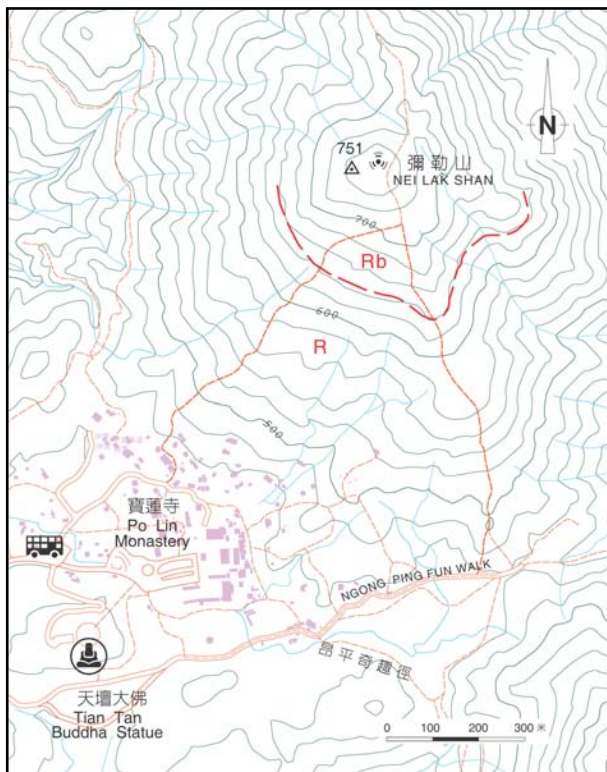 N
751
彌勒山
NEI LAK SHAN
700
Rb
600
R
500
寶蓮寺
Po Lin
Monastery
NGONG PING FUN WALK
昂平奇趣徑
天壇大佛
Tian Tan
Buddha Statue
0 100 200 300 米